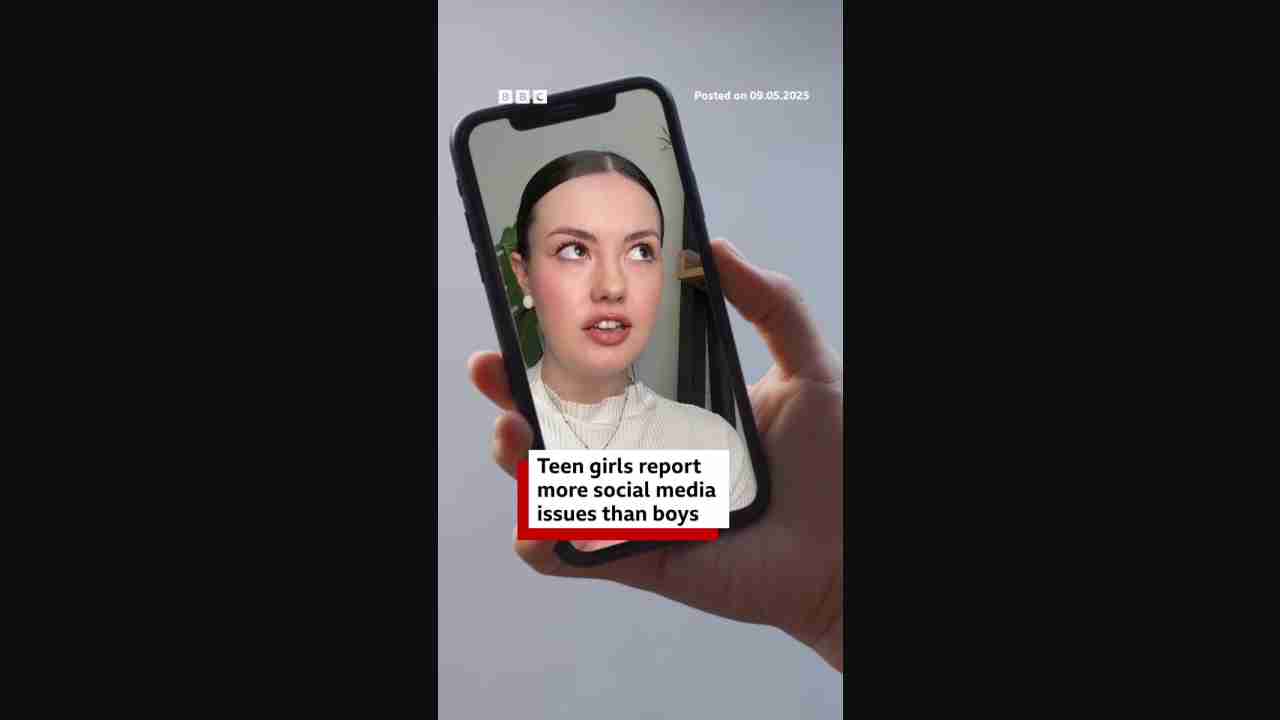 BBC
Posted on 09.05.2025
Teen girls report
more social media
issues than boys